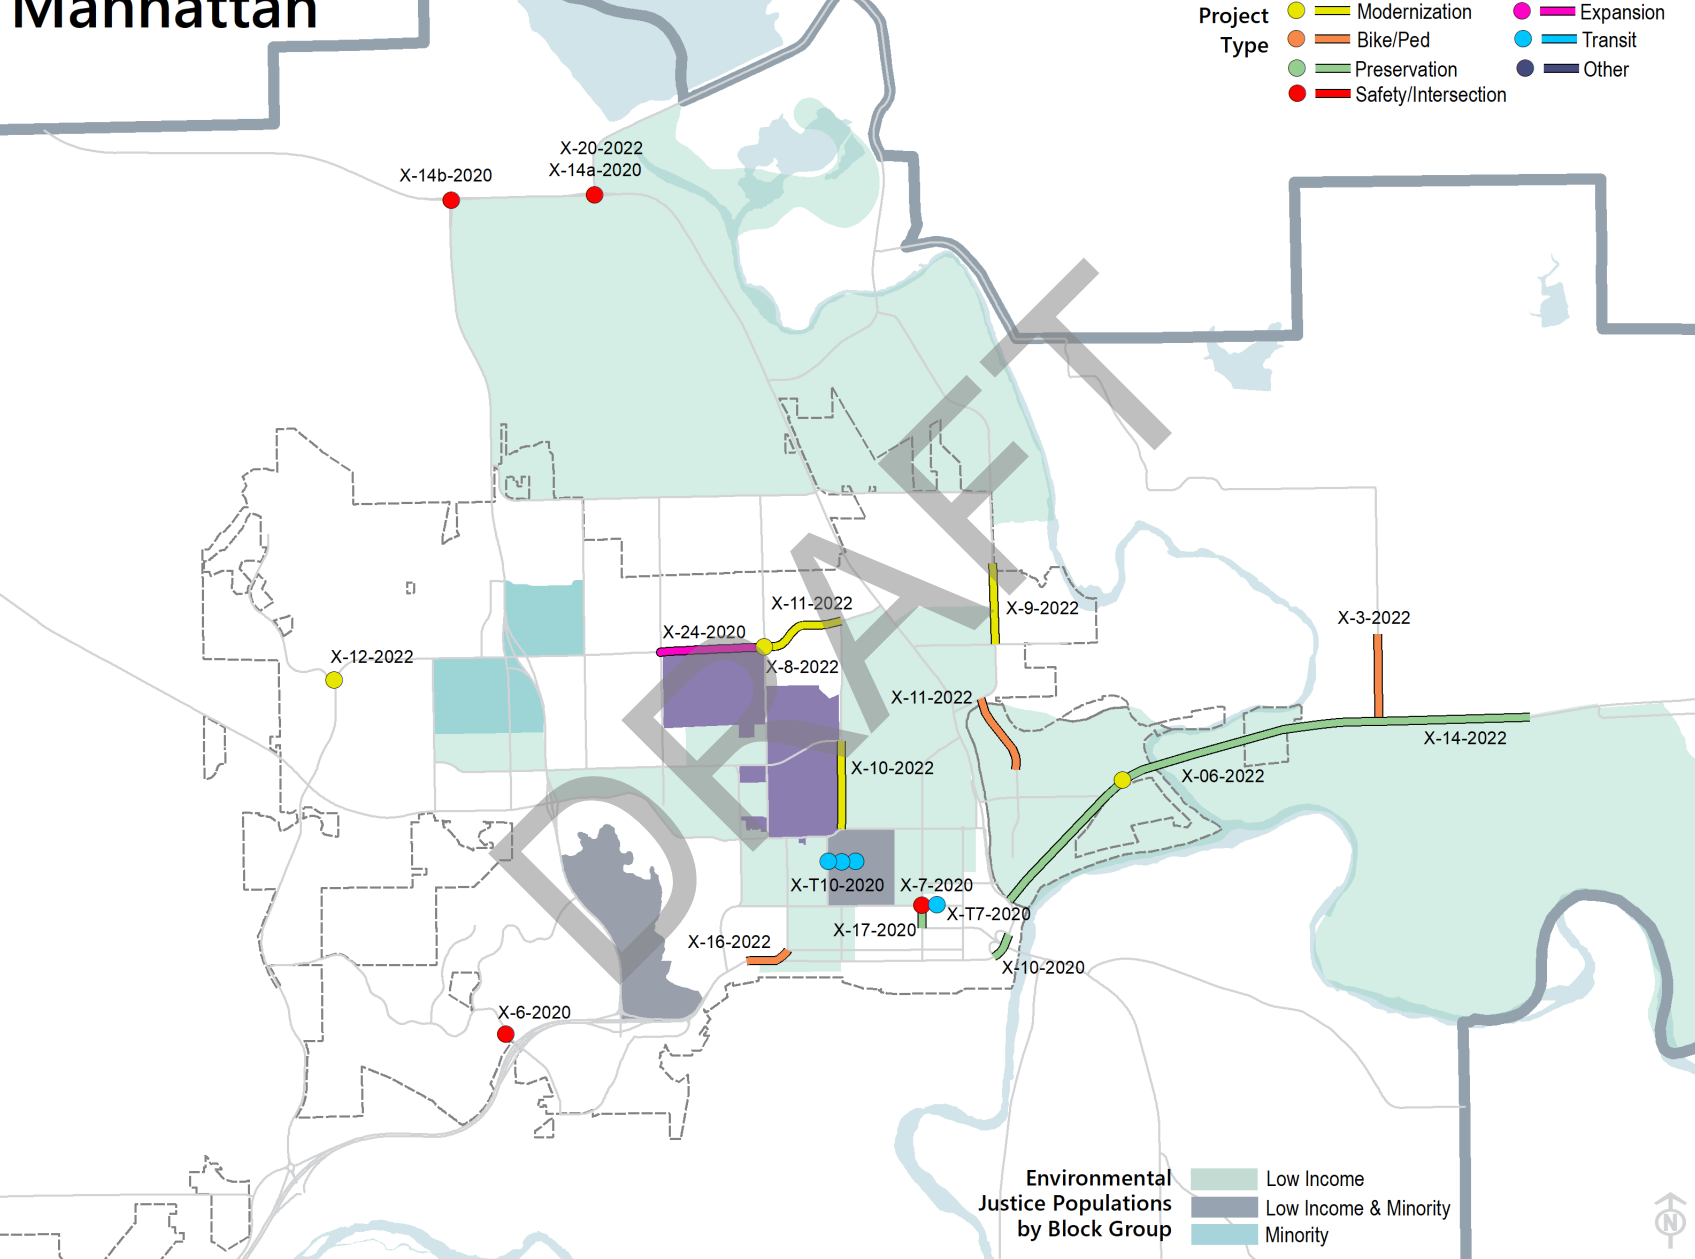 Manhattan
Project
Type
Modernization
Bike/Ped
Preservation
Safety/Intersection
Expansion
Transit
Other
X-20-2022
X-14b-2020
X-14a-2020
X-11-2022
X-9-2022
X-3-2022
X-24-2020
X-12-2022
X-8-2022
X-11-2022
X-14-2022
X-10-2022
X-06-2022
X-T10-2020
X-7-2020
X-T7-2020
X-17-2020
X-16-2022
X-10-2020
X-6-2020
DRAFT
Environmental
Justice Populations
by Block Group
Low Income
Low Income & Minority
Minority
N